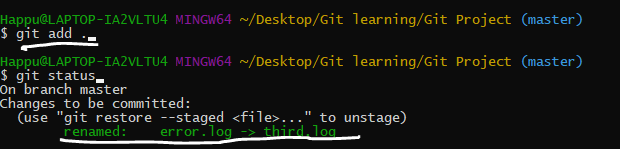 Happu@LAPTOP-IA2VLTU4 MINGW64 ~/Desktop/Git learning/Git Project (master)
$ git add .
Happu@LAPTOP-IA2VLTU4 MINGW64 ~/Desktop/Git learning/Git Project (master)
$ git status
On branch master
Changes to be committed:
(use "git restore --staged <file>..." to unstage)
renamed: error.log -> third.log